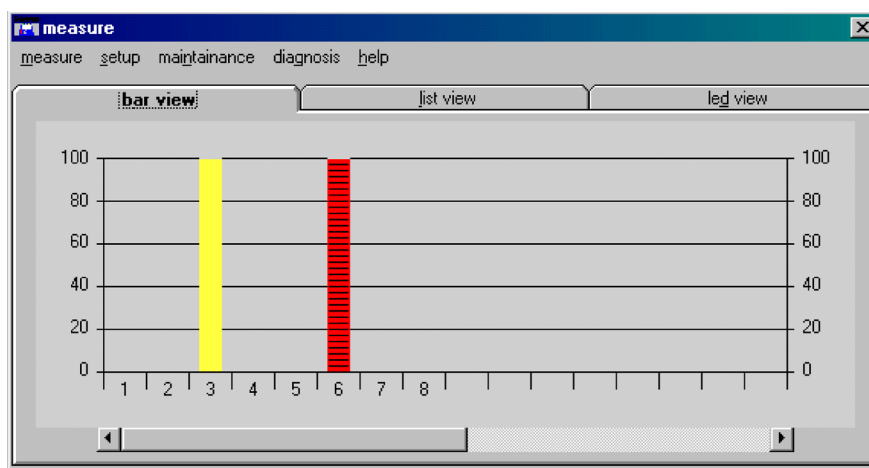 measure
measure setup maintainance diagnosis help
bar view list view led view
100 100
80 80
60 60
40 40
20 20
0 0
1 2 3 4 5 6 7 8